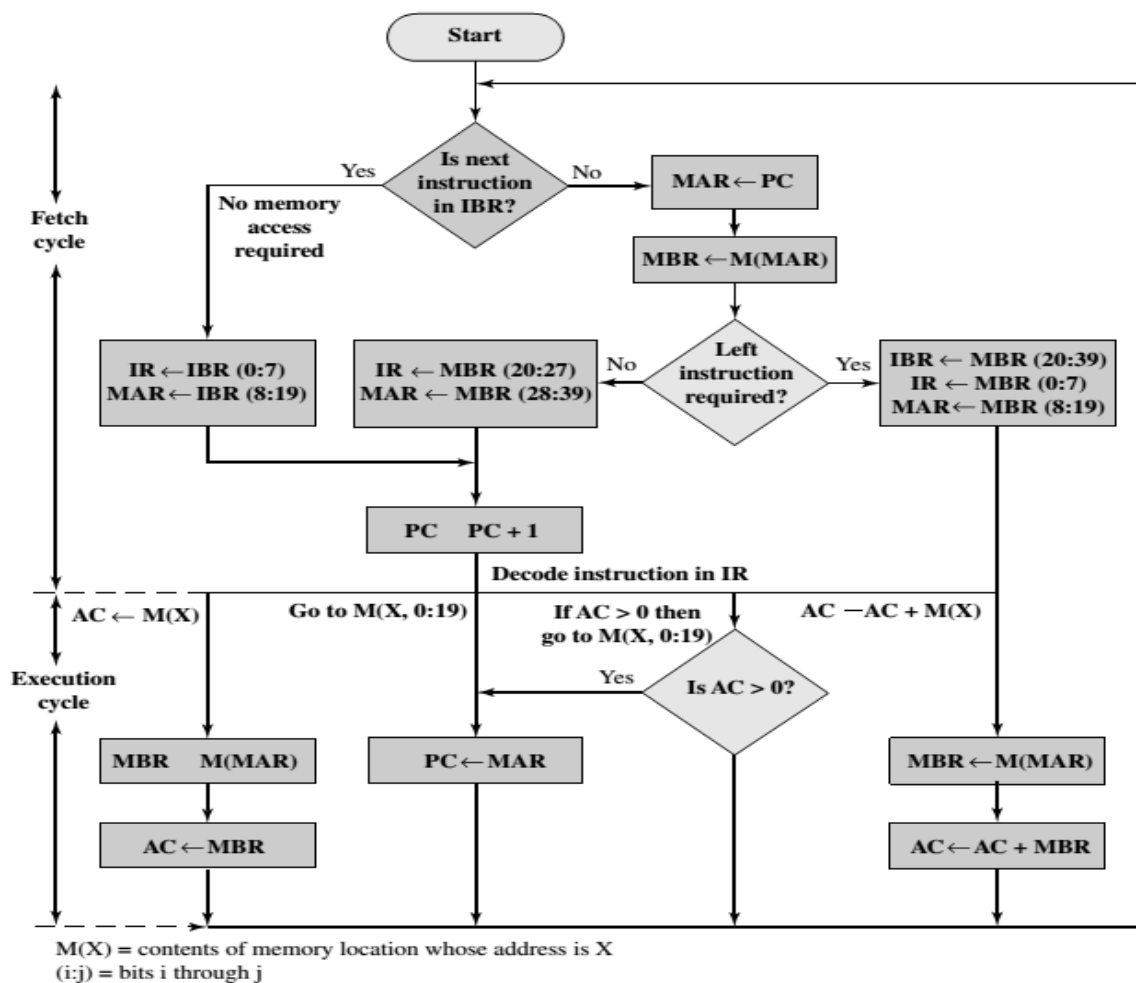 Start
Is next
instruction
in IBR?
Yes
No
No memory
access
required
MAR ← PC
MBR ← M(MAR)
Fetch
cycle
Left
instruction
required?
No
Yes
IR ← IBR (0:7)
MAR ← IBR (8:19)
IR ← MBR (20:27)
MAR ← MBR (28:39)
IBR ← MBR (20:39)
IR ← MBR (0:7)
MAR ← MBR (8:19)
PC PC + 1
Decode instruction in IR
AC ← M(X)
Go to M(X, 0:19)
If AC > 0 then
go to M(X, 0:19)
AC —AC + M(X)
Execution
cycle
Yes
Is AC > 0?
MBR M(MAR)
PC ← MAR
MBR ← M(MAR)
AC ← MBR
AC ← AC + MBR
M(X) = contents of memory location whose address is X
(i:j) = bits i through j